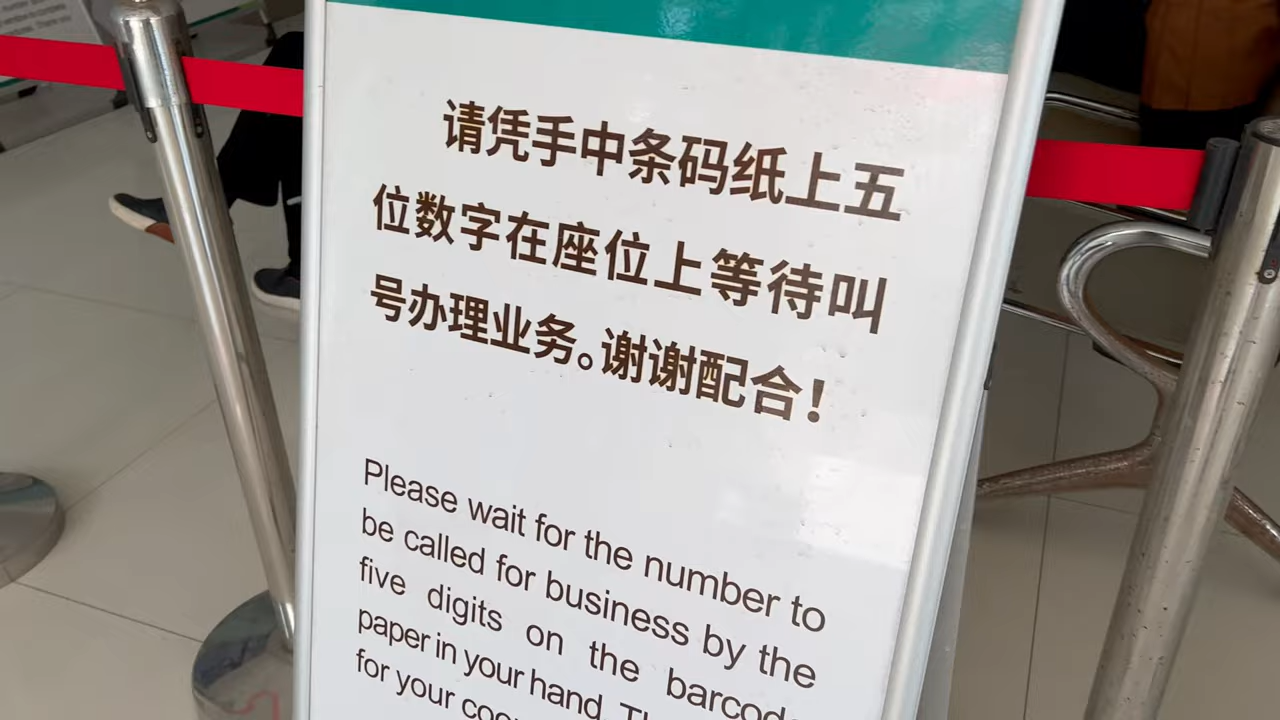 请凭手中条码纸上五
位数字在座位上等待叫
号办理业务。谢谢配合！
Please wait for the number to
be called for business by the
five digits on the barcode
paper in your hand.
for your